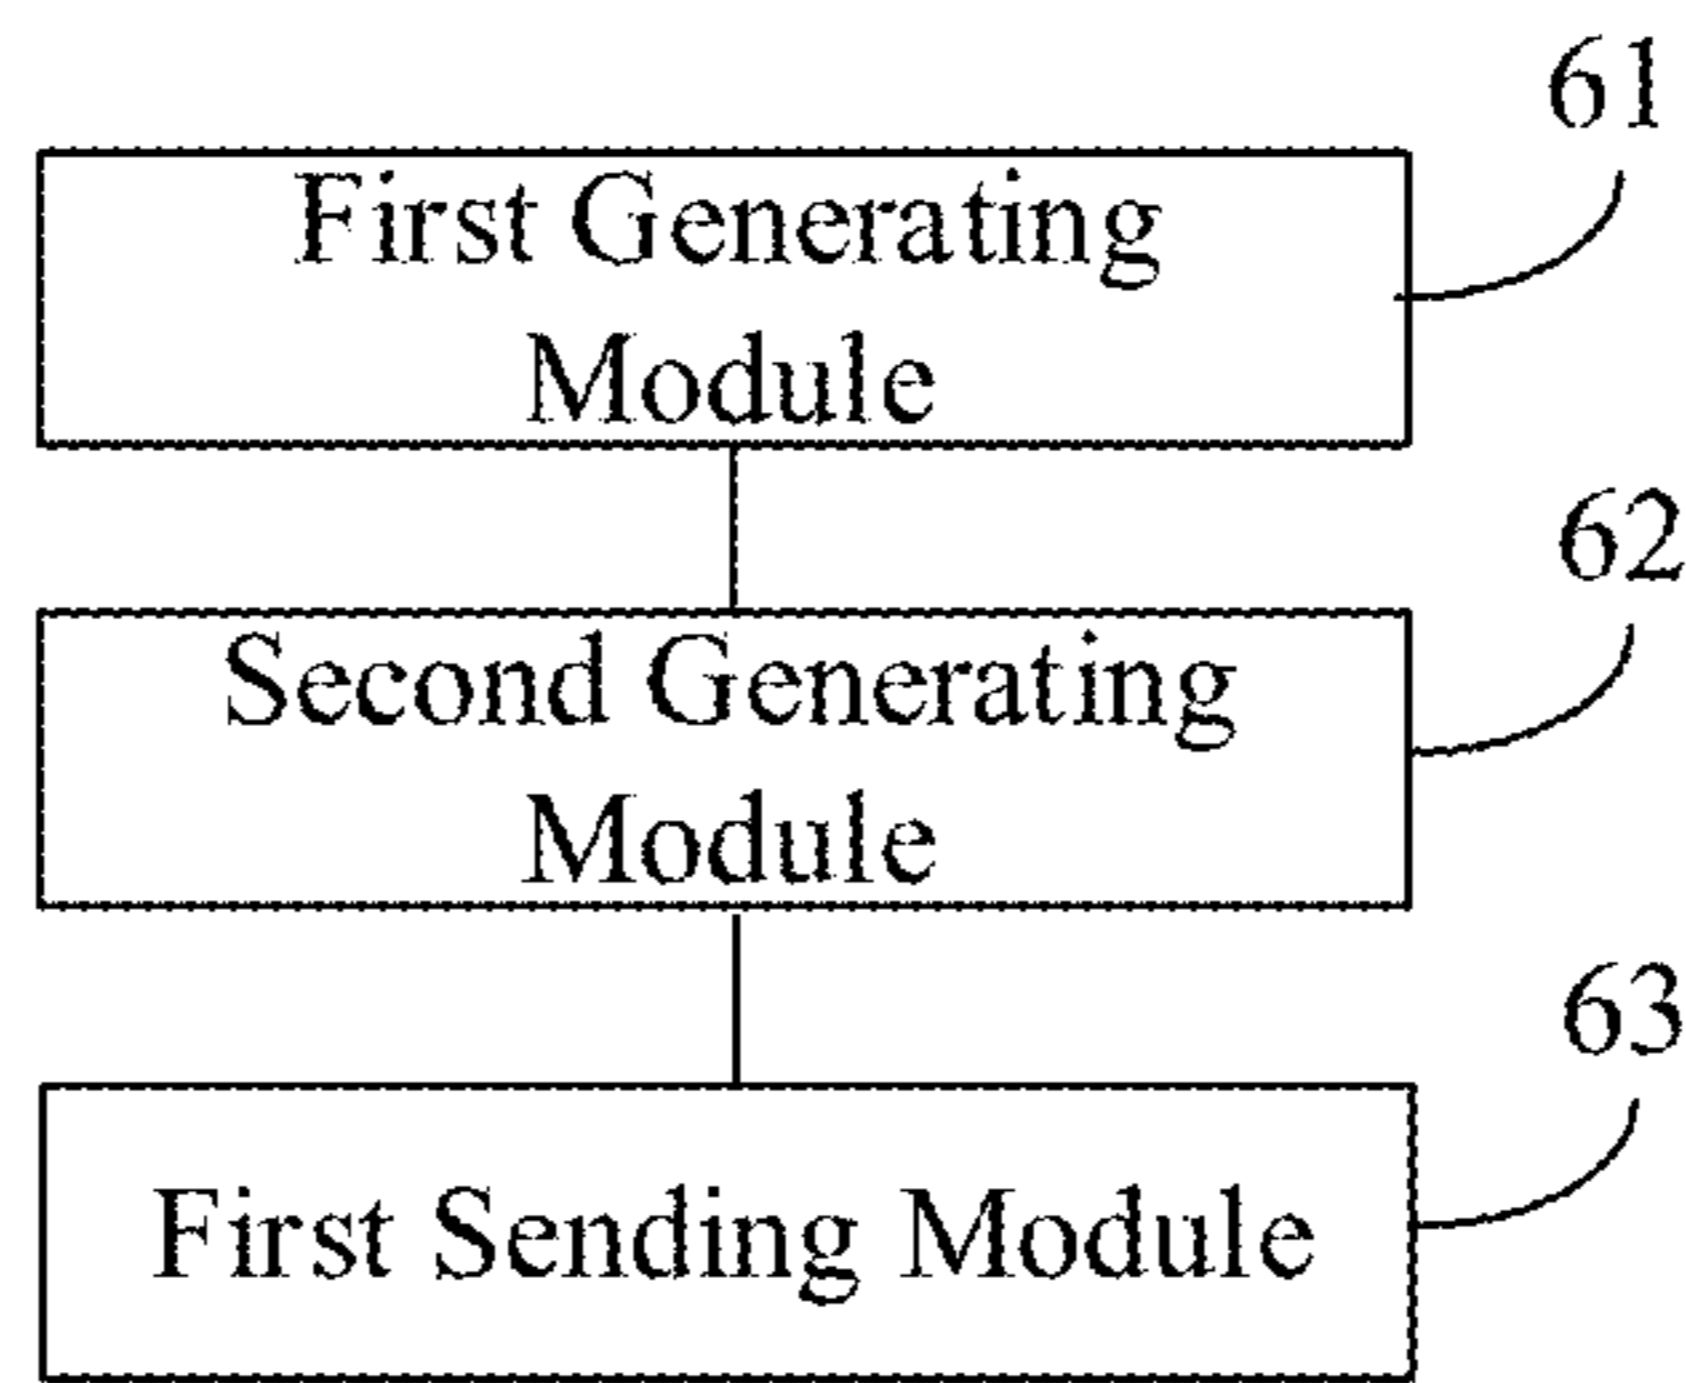 61
First Generating
Module
62
Second Generating
Module
63
First Sending Module